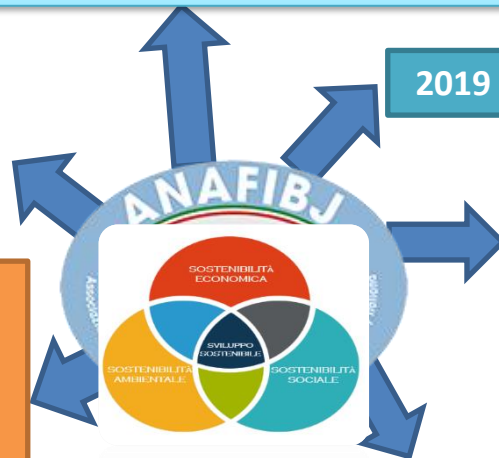 2019
ANAFIBJ
SOSTENIBILITÀ
ECONOMICA
SVILUPPO
SOSTENIBILE
SOSTENIBILITÀ
AMBIENTALE
SOSTENIBILITÀ
SOCIALE